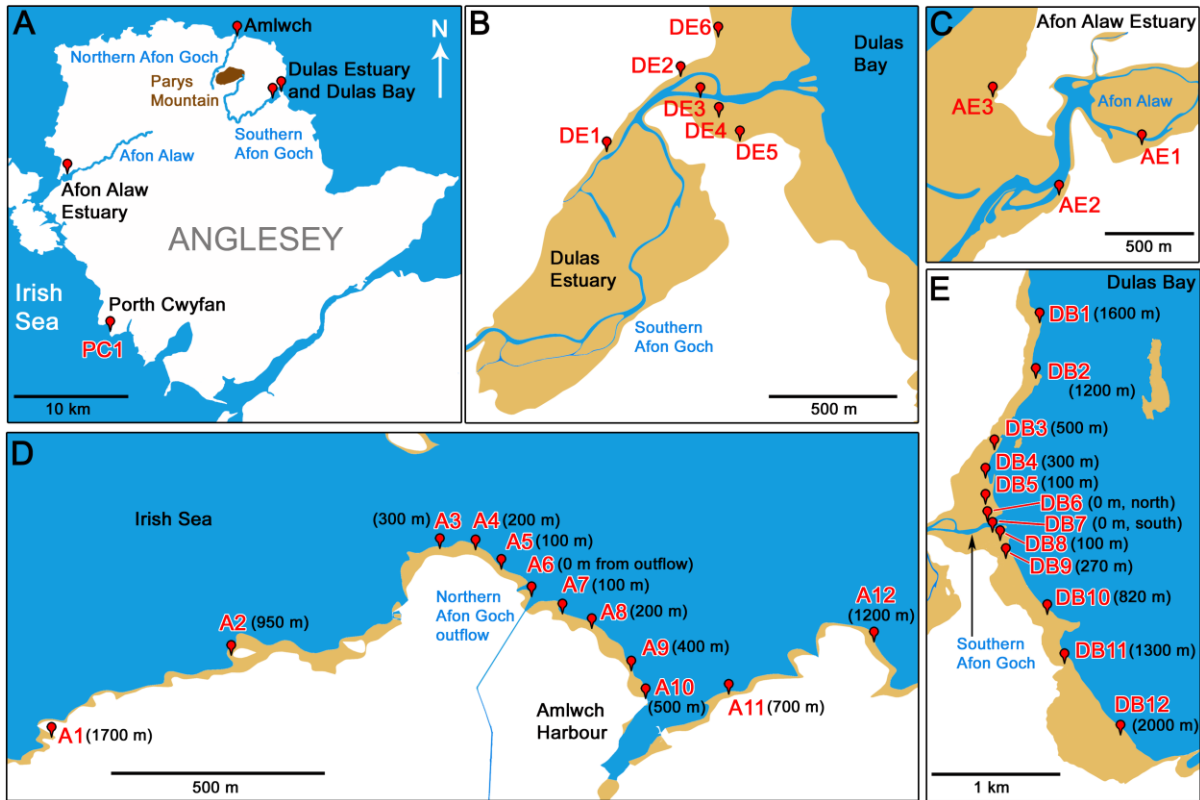 A
Amlwch
N
Northern Afon Goch
Parys
Mountain
Dulas Estuary
and Dulas Bay
Southern
Afon Goch
Afon Alaw
Afon Alaw
Estuary
ANGLESEY
Irish
Sea
Porth Cwyfan
PC1
10 km
B
DE6
Dulas
Bay
DE2
DE3
DE4
DE1
DE5
Dulas
Estuary
Southern
Afon Goch
500 m
C
Afon Alaw Estuary
AE3
Afon Alaw
AE1
AE2
500 m
D
Irish Sea
(300 m) A3
A4 (200 m)
A5 (100 m)
A6 (0 m from outflow)
A7 (100 m)
Northern
Afon Goch
outflow
A8 (200 m)
A12
(1200 m)
A2 (950 m)
A9 (400 m)
A10
(500 m)
A11 (700 m)
Amlwch
Harbour
A1 (1700 m)
500 m
E
Dulas Bay
DB1 (1600 m)
DB2
(1200 m)
DB3 (500 m)
DB4 (300 m)
DB5 (100 m)
DB6 (0 m, north)
DB7 (0 m, south)
DB8 (100 m)
DB9 (270 m)
DB10 (820 m)
Southern
Afon Goch
DB11 (1300 m)
DB12
(2000 m)
1 km